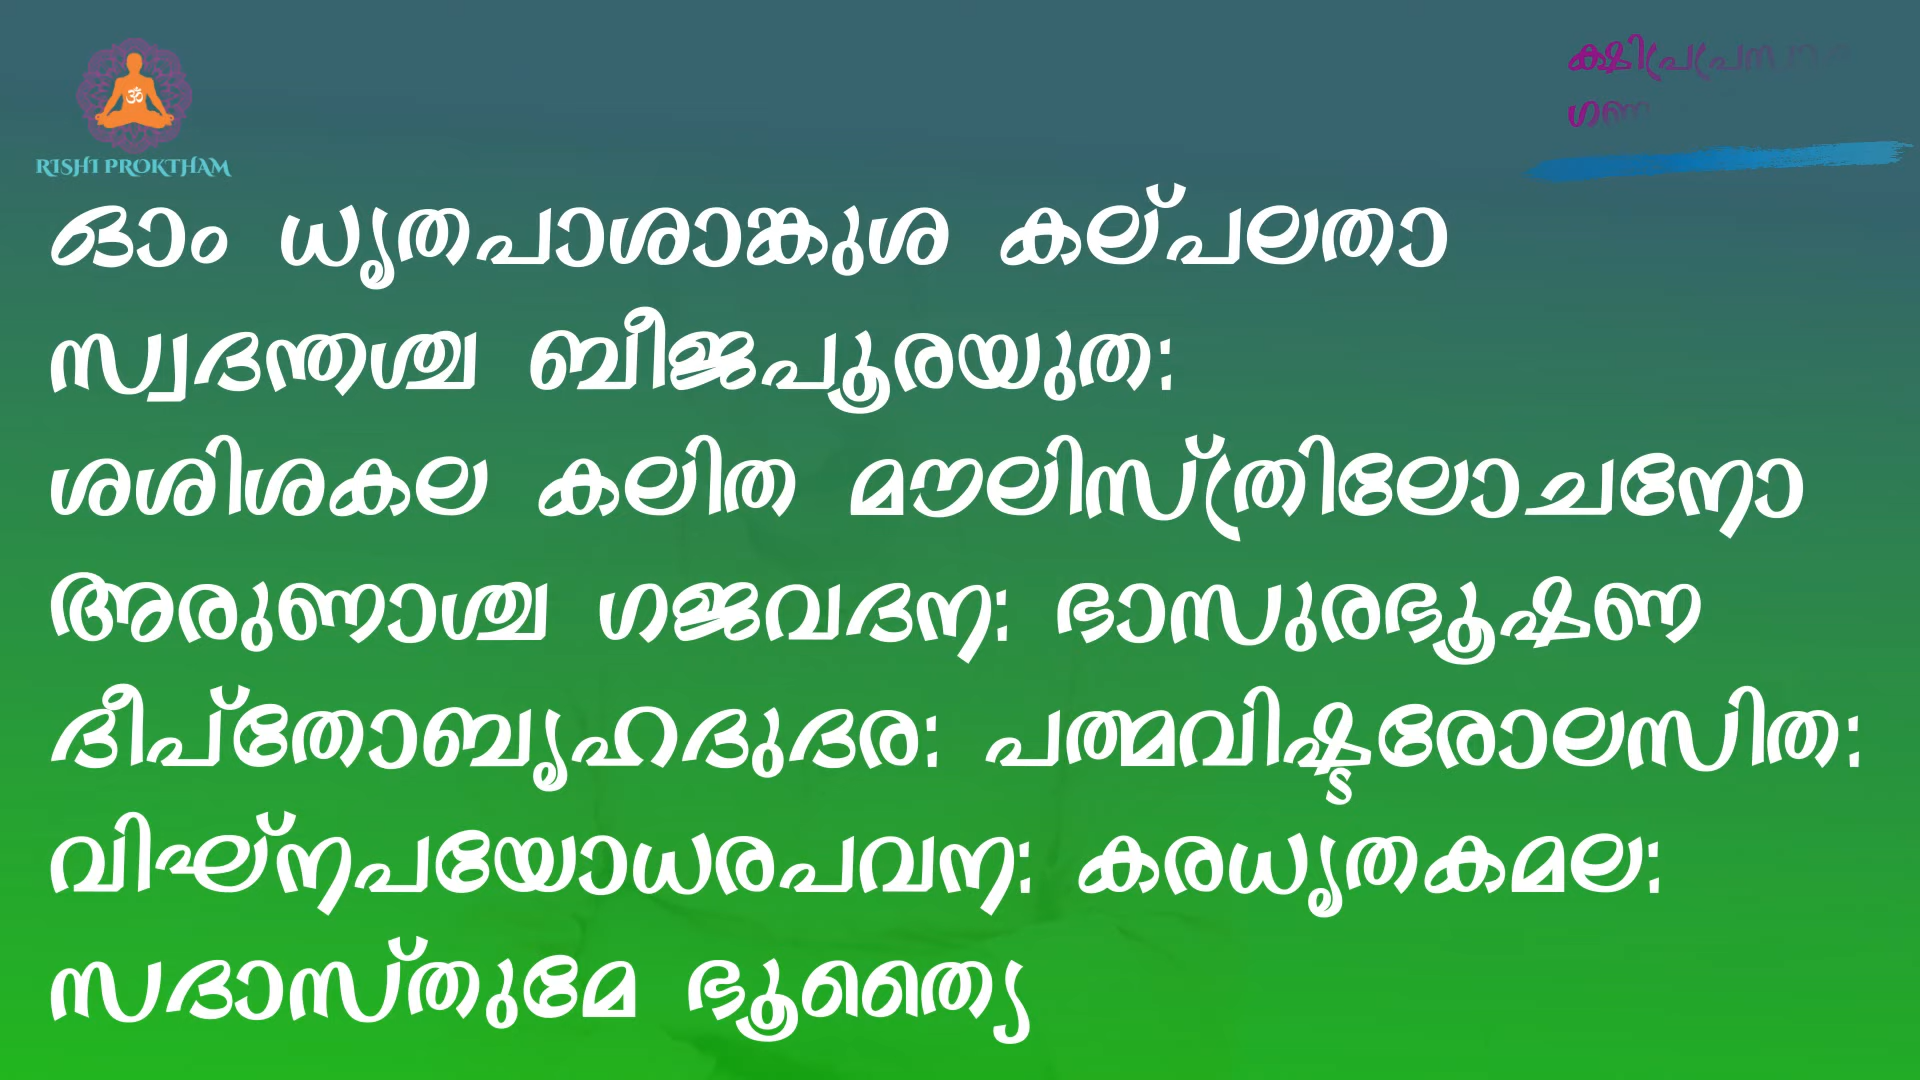 RISHI PROKTHAM
ഓം ധൃതപാശാങ്കുശ കല്പലതാ
സ്വദന്തശ്ച ബീജപൂരയുത:
ശശിശകല കലിത മൗലിസ്ത്രിലോചനോ
അരുണാശ്ച ഗജവദന: ഭാസുരഭൂഷണ
ദീപ്തോബൃഹദുദര: പത്മവിഷ്ടരോലസിത:
വിഘ്നപയോധരപവന: കരധൃതകമല:
സദാസ്തുമേ ഭൂത്യൈ